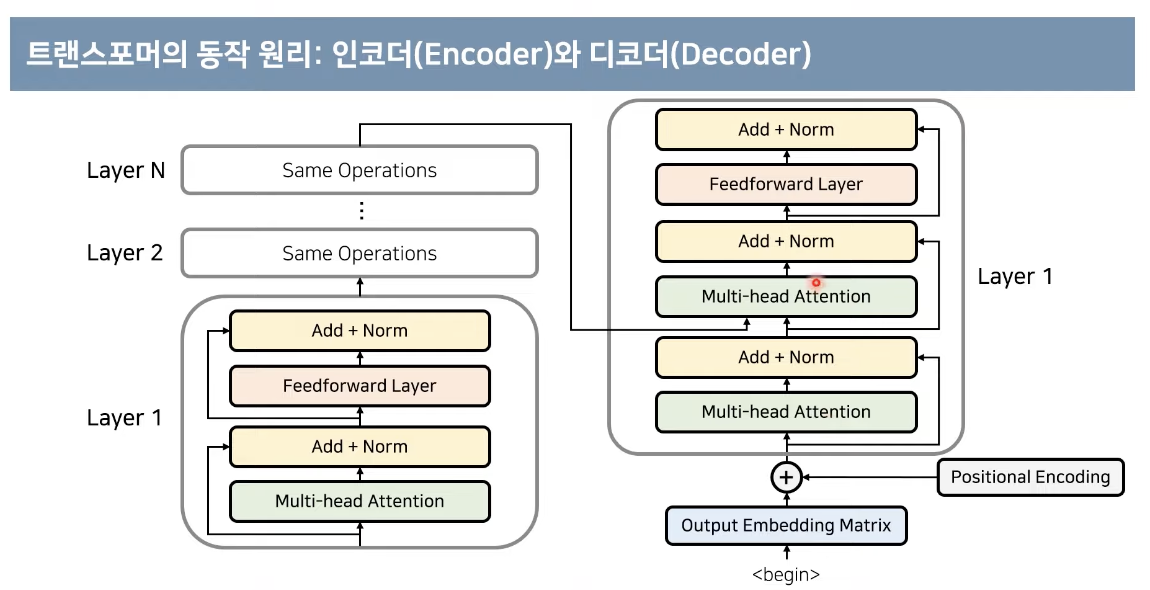 트랜스포머의 동작 원리: 인코더(Encoder)와 디코더(Decoder)
Layer N
Same Operations
⋮
Layer 2
Same Operations
Layer 1
Add + Norm
Feedforward Layer
Add + Norm
Multi-head Attention
Add + Norm
Feedforward Layer
Add + Norm
Multi-head Attention
Add + Norm
Multi-head Attention
Layer 1
+
Positional Encoding
Output Embedding Matrix
<begin>